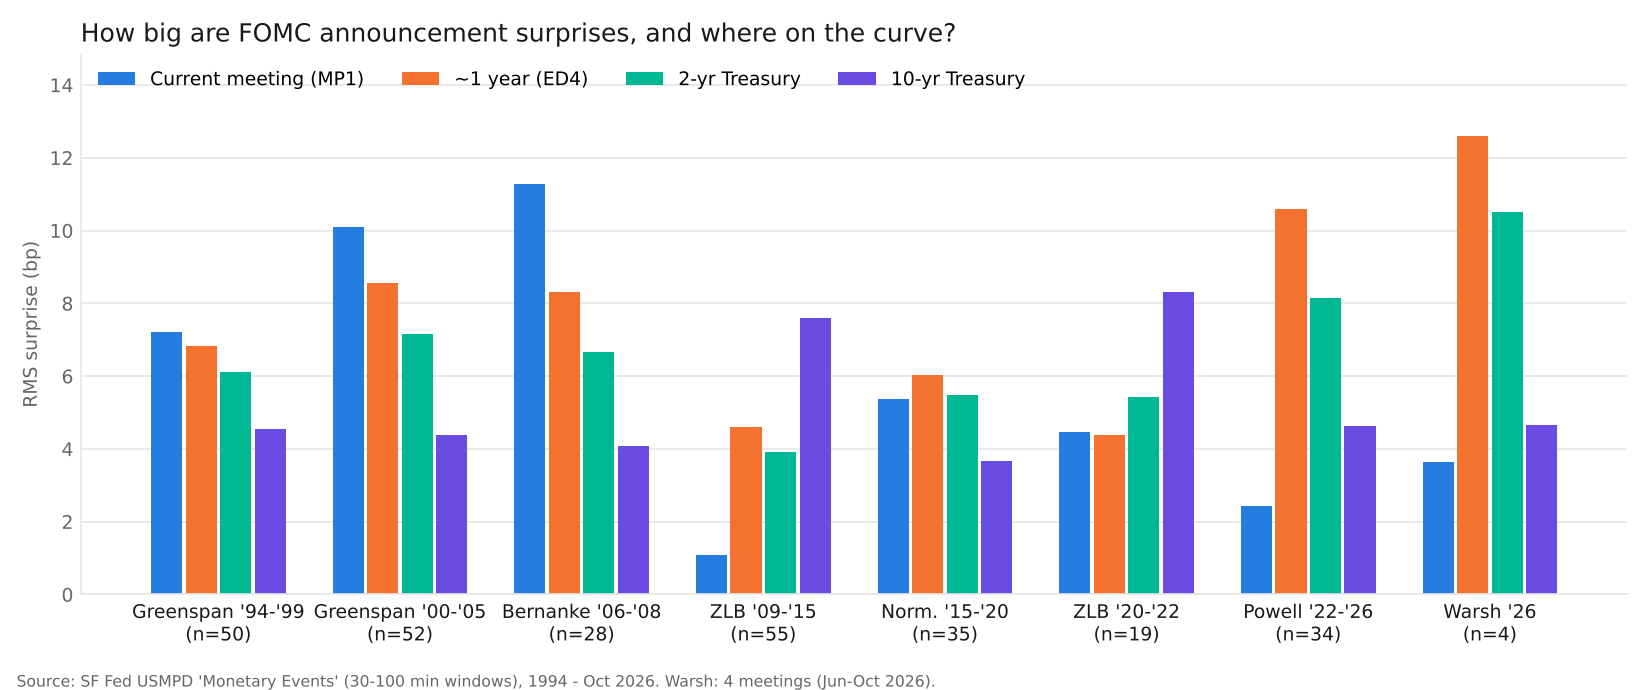 How big are FOMC announcement surprises, and where on the curve?
Current meeting (MP1) ~1 year (ED4) 2-yr Treasury 10-yr Treasury
14
12
10
8
6
4
2
0
RMS surprise (bp)
Greenspan '94-'99 Greenspan '00-'05 Bernanke '06-'08 ZLB '09-'15 Norm. '15-'20 ZLB '20-'22 Powell '22-'26 Warsh '26
(n=50) (n=52) (n=28) (n=55) (n=35) (n=19) (n=34) (n=4)
Source: SF Fed USMPD 'Monetary Events' (30-100 min windows), 1994 - Oct 2026. Warsh: 4 meetings (Jun-Oct 2026).